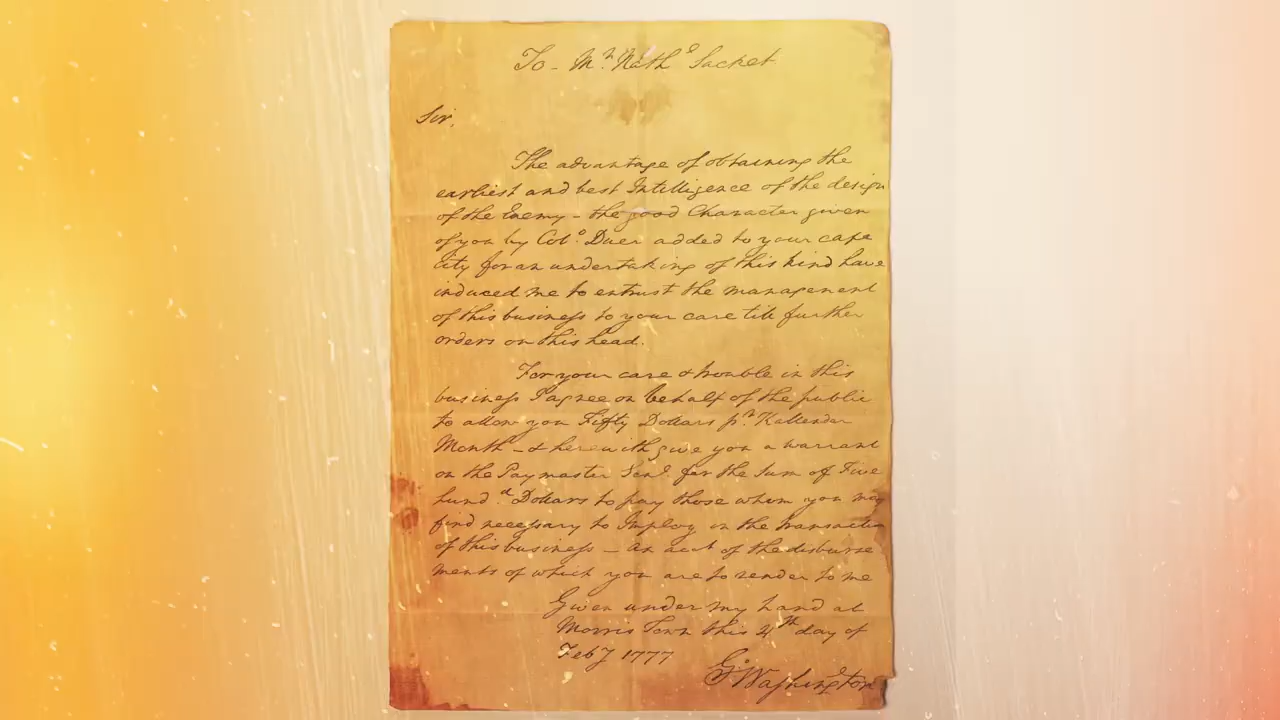 To - Mr. Nathl. Sacket
Sir,
The advantage of obtaining the
earliest and best Intelligence of the design
of the Enemy - the good Character given
of you by Colo. Duer added to your capa
city for an undertaking of this kind have
induced me to entrust the management
of this business to your care till further
orders on this head.
For your care & trouble in this
business I agree on behalf of the public
to allow you Fifty Dollars pr. Kallender
Month - & herewith give you a warrant
on the Paymaster Genl. for the Sum of Five
hund.d Dollars to pay those whom you may
find necessary to Imploy in the transaction
of this business - an acct. of the disburse
ments of which you are to render to me
Given under my hand at
Morris Town this 4th day of
Feby 1777
Go. Washington